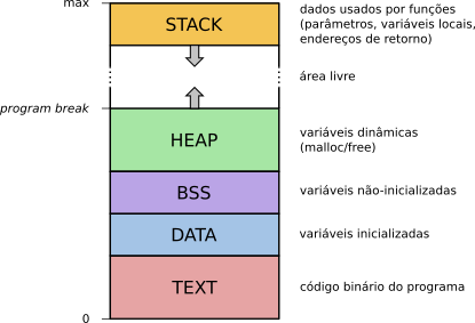 max
STACK
dados usados por funções
(parâmetros, variáveis locais,
endereços de retorno)
área livre
program break
HEAP
variáveis dinâmicas
(malloc/free)
BSS
variáveis não-inicializadas
DATA
variáveis inicializadas
TEXT
código binário do programa
0